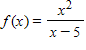 f(x) = x²/(x − 5)